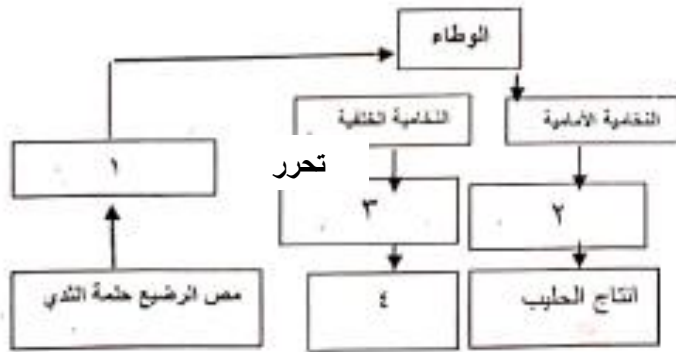 الوطاء
النخامية الأمامية
النخامية الخلفية
تحرر
١
٣
٢
مص الرضيع حلمة الثدي
٤
انتاج الحليب